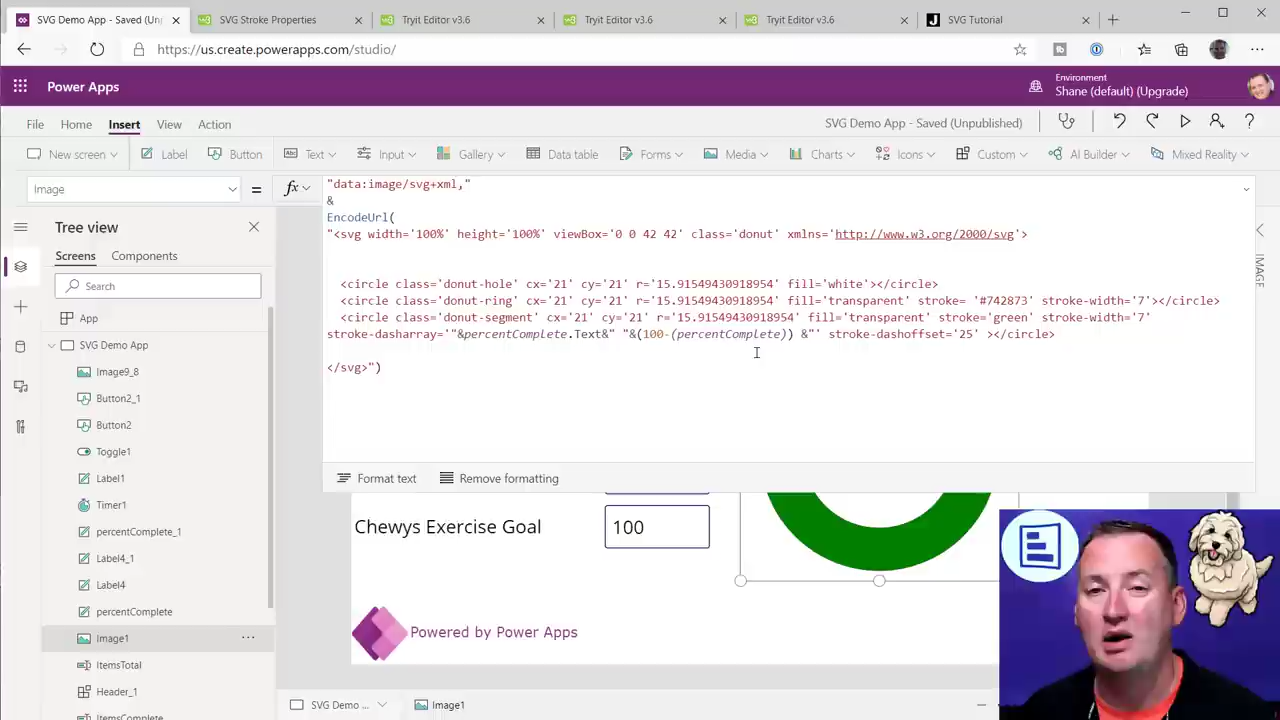 SVG Demo App - Saved (Un
SVG Stroke Properties
Tryit Editor v3.6
Tryit Editor v3.6
Tryit Editor v3.6
SVG Tutorial
https://us.create.powerapps.com/studio/
Power Apps
Environment
Shane (default) (Upgrade)
File Home Insert View Action
SVG Demo App - Saved (Unpublished)
New screen Label Button Text Input Gallery Data table Forms Media Charts Icons Custom AI Builder Mixed Reality
Image = fx
"data:image/svg+xml,"
&
EncodeUrl(
"<svg width='100%' height='100%' viewBox='0 0 42 42' class='donut' xmlns='http://www.w3.org/2000/svg'>
<circle class='donut-hole' cx='21' cy='21' r='15.91549430918954' fill='white'></circle>
<circle class='donut-ring' cx='21' cy='21' r='15.91549430918954' fill='transparent' stroke= '#742873' stroke-width='7'></circle>
<circle class='donut-segment' cx='21' cy='21' r='15.91549430918954' fill='transparent' stroke='green' stroke-width='7'
stroke-dasharray='"&percentComplete.Text&" "&(100-(percentComplete)) &"' stroke-dashoffset='25' ></circle>
</svg>")
Format text
Remove formatting
IMAGE
Tree view
Screens Components
Search
App
SVG Demo App
Image9_8
Button2_1
Button2
Toggle1
Label1
Timer1
percentComplete_1
Label4_1
Label4
percentComplete
Image1
ItemsTotal
Header_1
ItemsComplete
Chewys Exercise Goal
100
Powered by Power Apps
SVG Demo ...
Image1